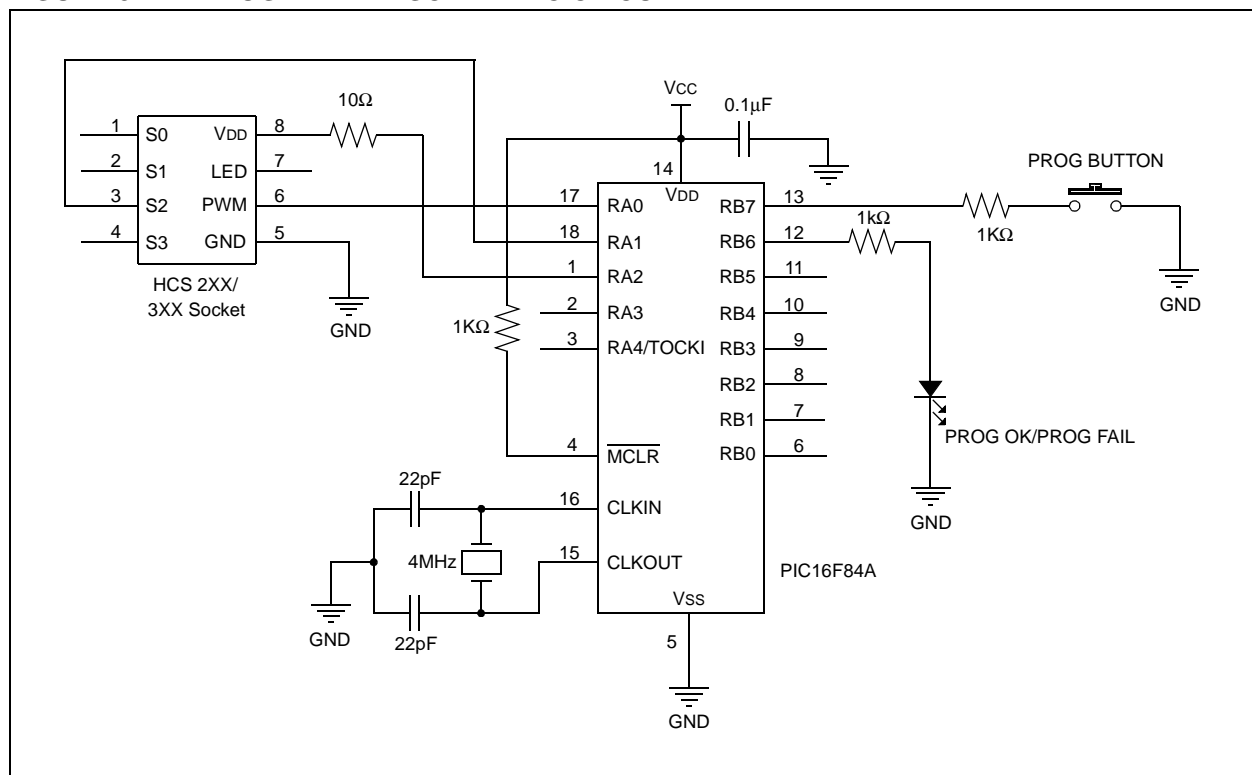 VCC
0.1µF
10Ω
1 S0 VDD 8
2 S1 LED 7
3 S2 PWM 6
4 S3 GND 5
HCS 2XX/
3XX Socket
GND
1KΩ
14
VDD
17 RA0
18 RA1
1 RA2
2 RA3
3 RA4/TOCKI
4 MCLR
16 CLKIN
15 CLKOUT
VSS
5
GND
RB7 13
RB6 12
RB5 11
RB4 10
RB3 9
RB2 8
RB1 7
RB0 6
PIC16F84A
PROG BUTTON
1KΩ
GND
1kΩ
PROG OK/PROG FAIL
GND
22pF
4MHz
22pF
GND